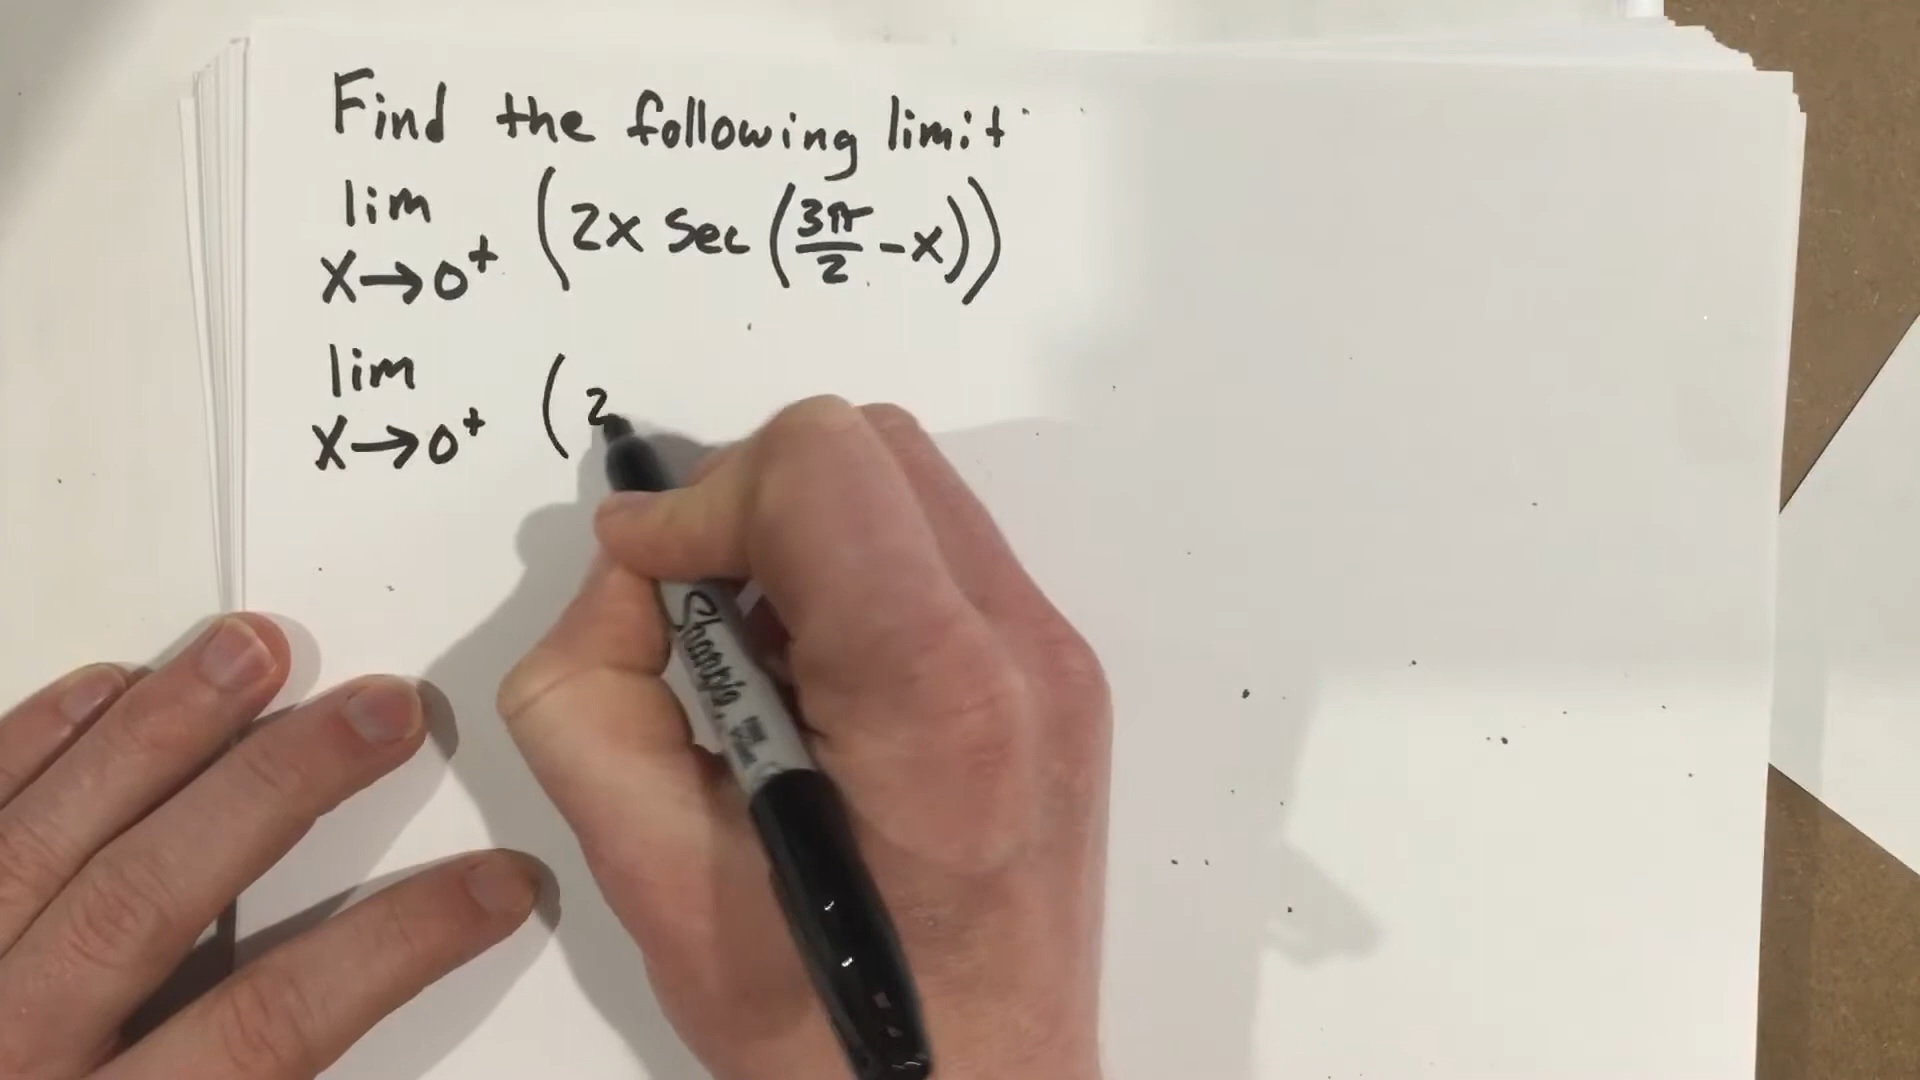 Find the following limit
lim
x→0⁺ (2x sec(3π/2 -x))
lim
x→0⁺ (2
Sharpie.